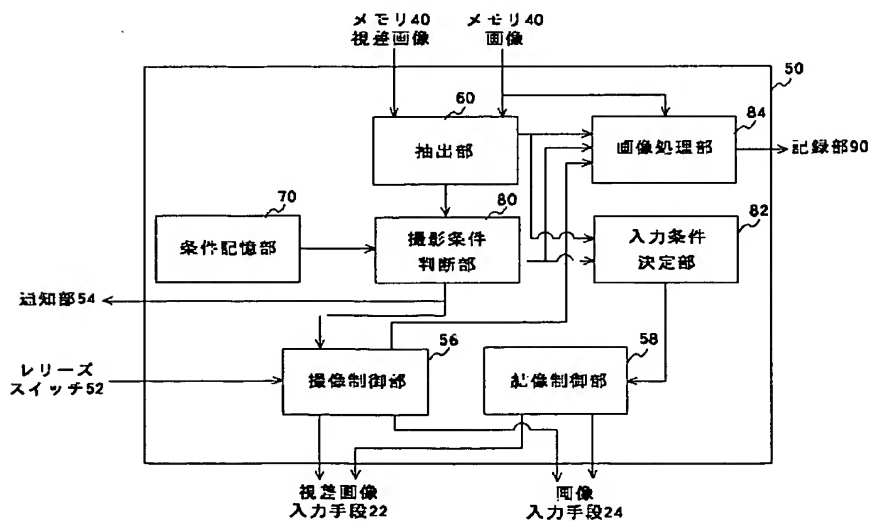 メモリ40
視差画像
メモリ40
画像
50
60
抽出部
84
画像処理部
記録部90
70
条件記憶部
80
撮影条件
判断部
82
入力条件
決定部
通知部54
レリーズ
スイッチ52
56
撮像制御部
58
結像制御部
視差画像
入力手段22
画像
入力手段24